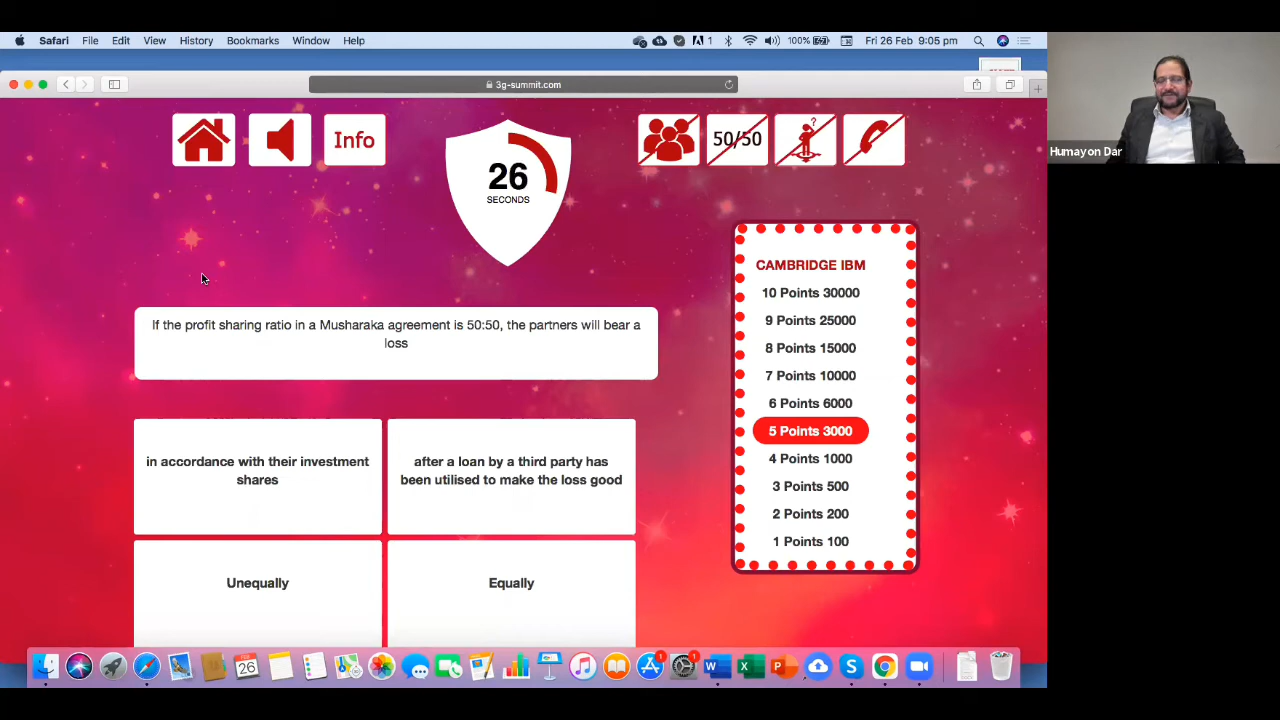 Safari File Edit View History Bookmarks Window Help
1 100% Fri 26 Feb 9:05 pm
3g-summit.com
Info
26
SECONDS
50/50
?
Humayon Dar
If the profit sharing ratio in a Musharaka agreement is 50:50, the partners will bear a
loss
in accordance with their investment
shares
after a loan by a third party has
been utilised to make the loss good
Unequally
Equally
CAMBRIDGE IBM
10 Points 30000
9 Points 25000
8 Points 15000
7 Points 10000
6 Points 6000
5 Points 3000
4 Points 1000
3 Points 500
2 Points 200
1 Points 100